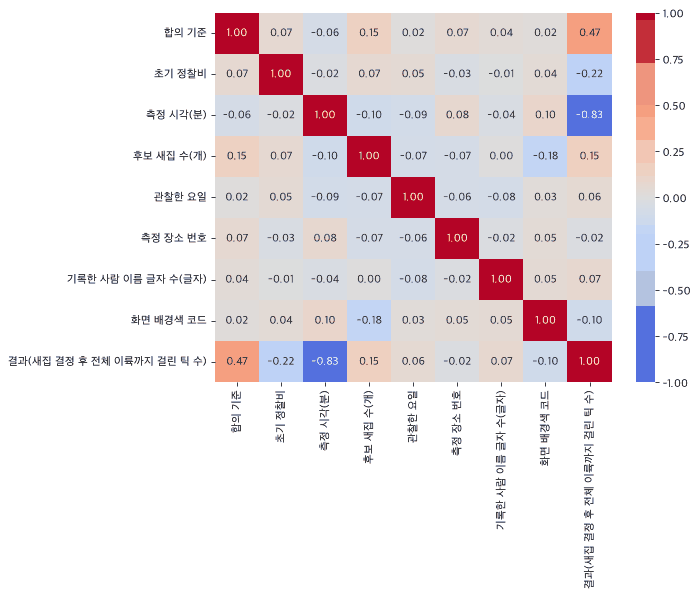 합의 기준 1.00 0.07 -0.06 0.15 0.02 0.07 0.04 0.02 0.47
초기 정찰비 0.07 1.00 -0.02 0.07 0.05 -0.03 -0.01 0.04 -0.22
측정 시각(분) -0.06 -0.02 1.00 -0.10 -0.09 0.08 -0.04 0.10 -0.83
후보 새집 수(개) 0.15 0.07 -0.10 1.00 -0.07 -0.07 0.00 -0.18 0.15
관찰한 요일 0.02 0.05 -0.09 -0.07 1.00 -0.06 -0.08 0.03 0.06
측정 장소 번호 0.07 -0.03 0.08 -0.07 -0.06 1.00 -0.02 0.05 -0.02
기록한 사람 이름 글자 수(글자) 0.04 -0.01 -0.04 0.00 -0.08 -0.02 1.00 0.05 0.07
화면 배경색 코드 0.02 0.04 0.10 -0.18 0.03 0.05 0.05 1.00 -0.10
결과(새집 결정 후 전체 이륙까지 걸린 틱 수) 0.47 -0.22 -0.83 0.15 0.06 -0.02 0.07 -0.10 1.00
합의 기준
초기 정찰비
측정 시각(분)
후보 새집 수(개)
관찰한 요일
측정 장소 번호
기록한 사람 이름 글자 수(글자)
화면 배경색 코드
결과(새집 결정 후 전체 이륙까지 걸린 틱 수)
1.00
0.75
0.50
0.25
0.00
-0.25
-0.50
-0.75
-1.00